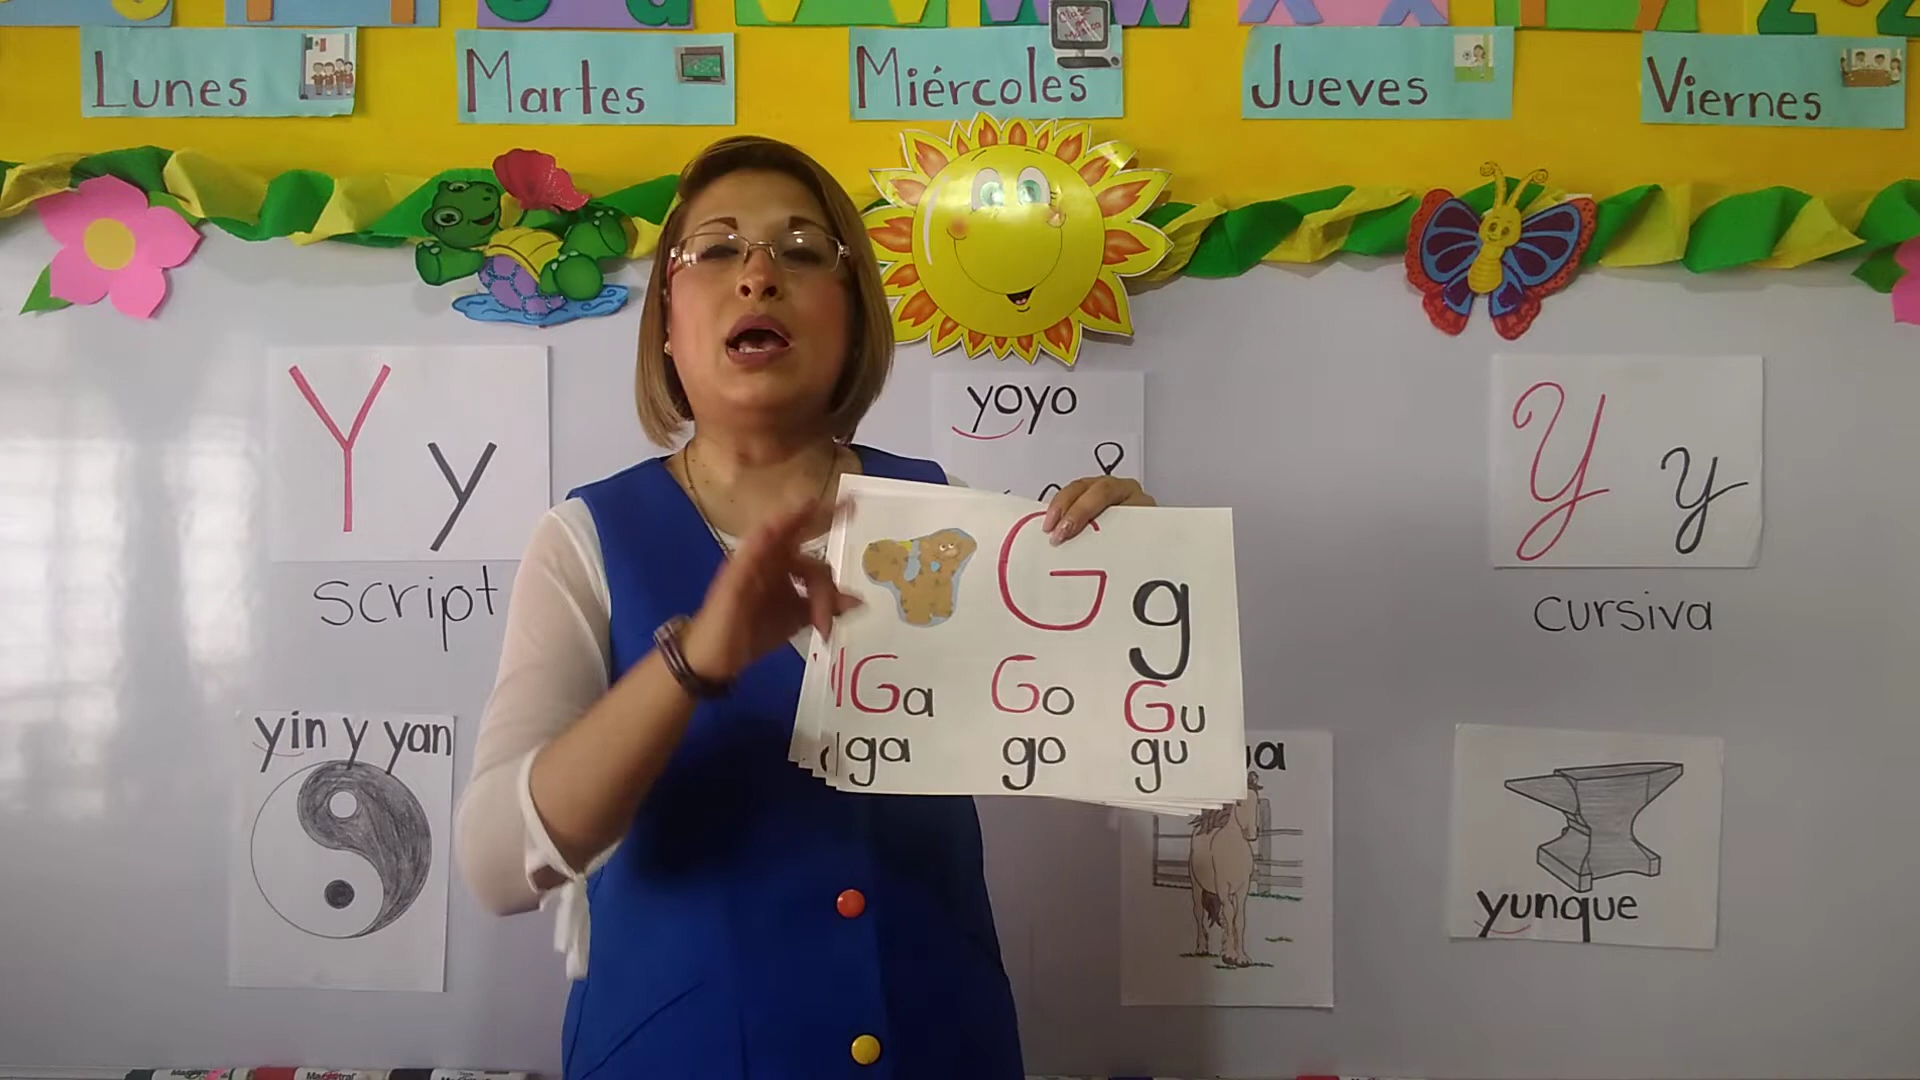 Lunes
Martes
Miércoles
Jueves
Viernes
Y y
script
yoyo
Y y
cursiva
G g
Ga Go Gu
ga go gu
yin y yan
yunque